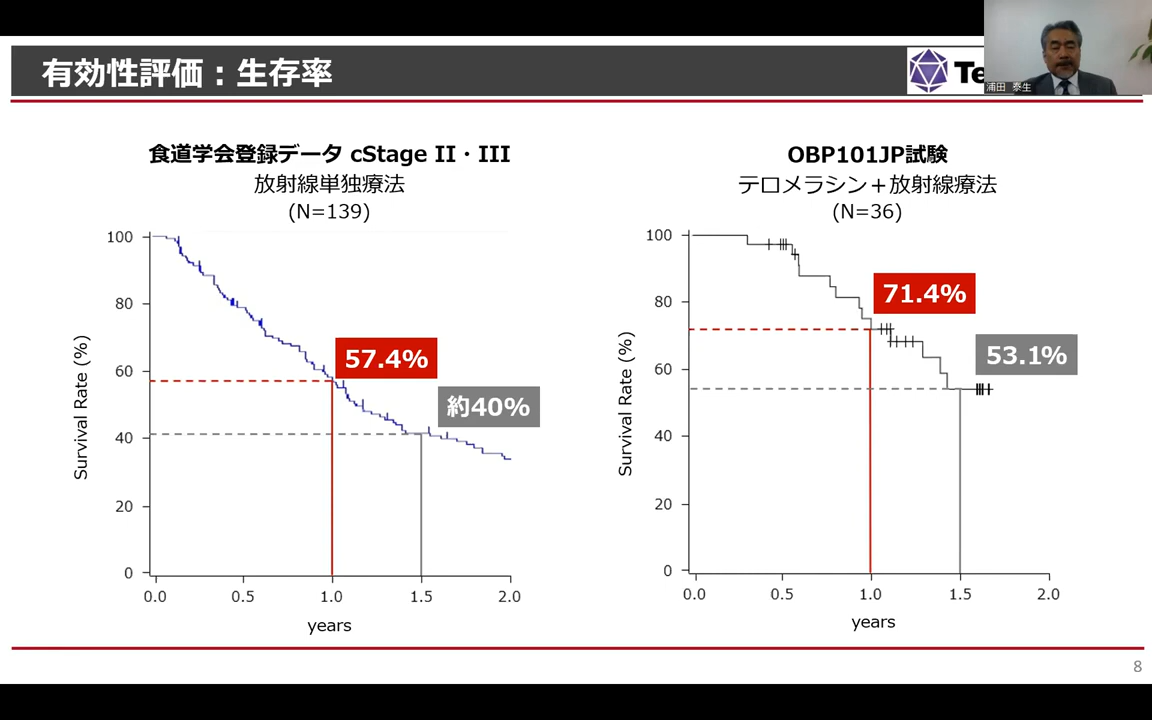 有効性評価：生存率
Te
浦田 泰生
食道学会登録データ cStage II・III
放射線単独療法
(N=139)
Survival Rate (%)
100
80
60
40
20
0
57.4%
約40%
0.0 0.5 1.0 1.5 2.0
years
OBP101JP試験
テロメラシン＋放射線療法
(N=36)
Survival Rate (%)
100
80
60
40
20
0
71.4%
53.1%
0.0 0.5 1.0 1.5 2.0
years
8